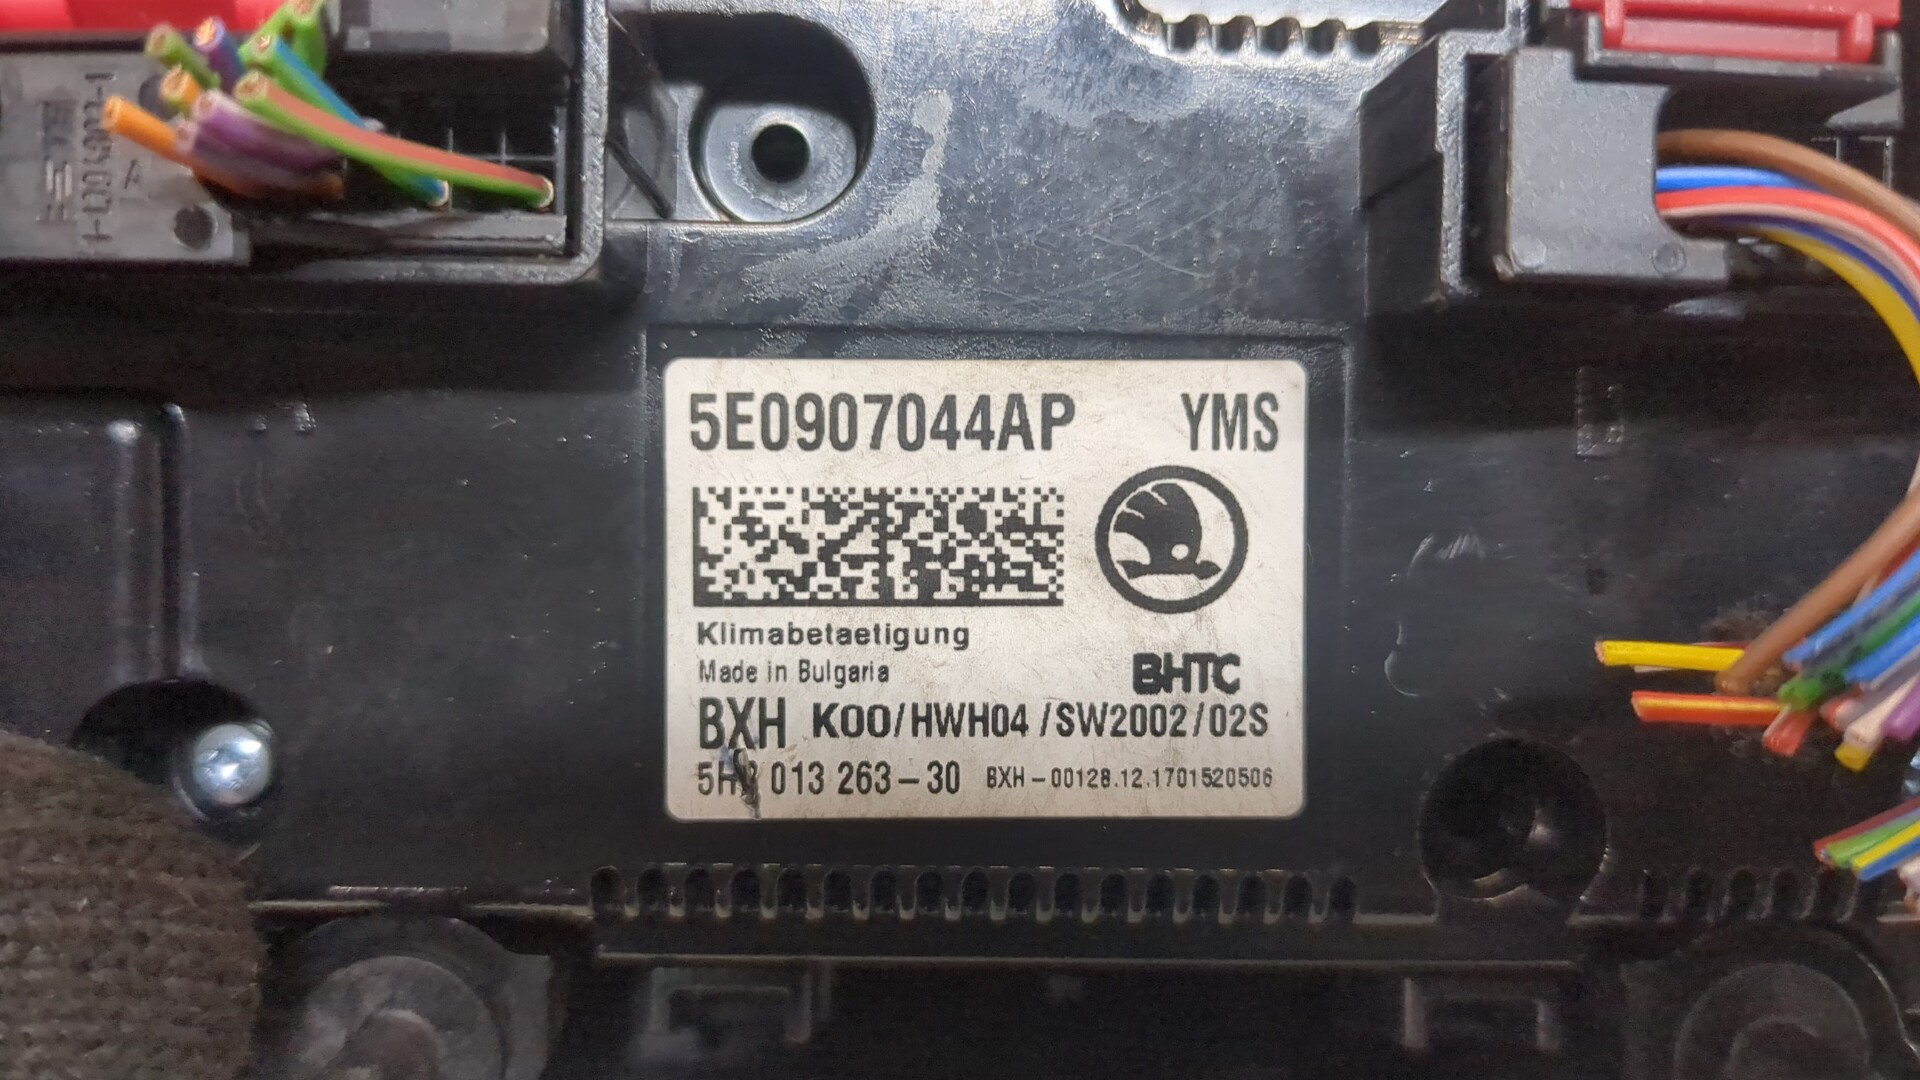 5E0907044AP YMS
Klimabetaetigung
Made in Bulgaria
BHTC
BXH K00/HWH04/SW2002/02S
013 263-30 BXH-00128.12.1701520506